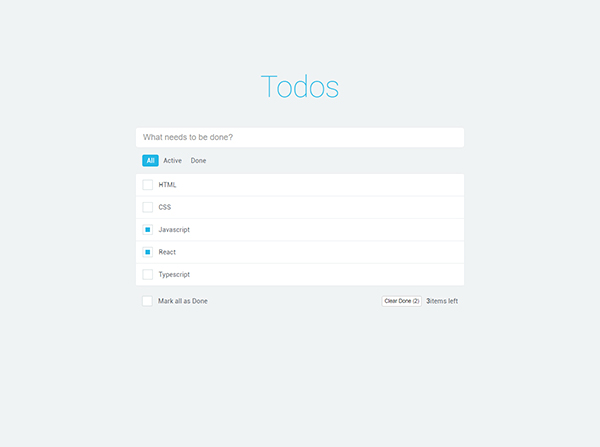 Todos
What needs to be done?
All Active Done
HTML
CSS
Javascript
React
Typescript
Mark all as Done Clear Done (2) 3items left